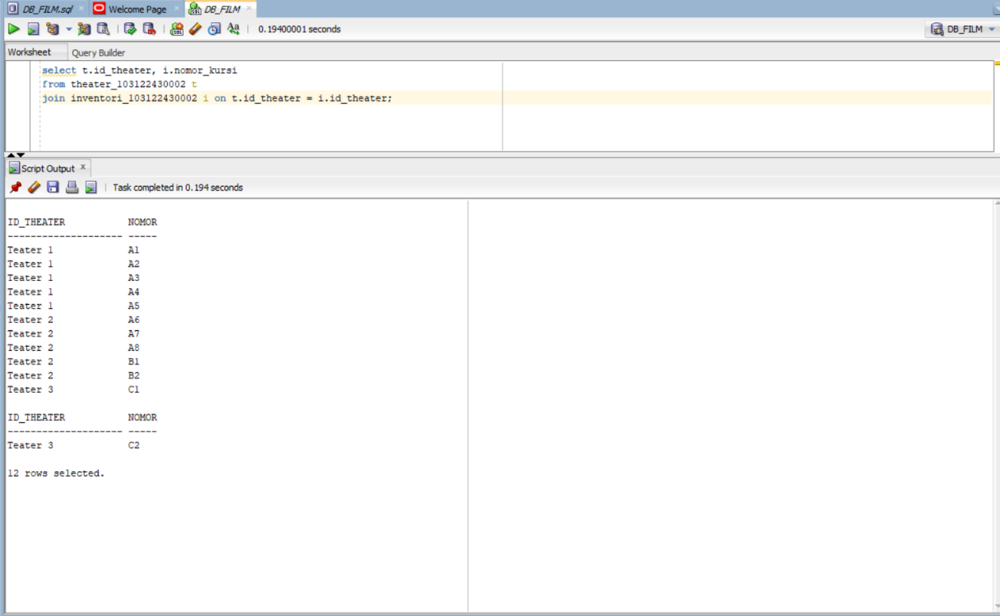 DB_FILM.sql Welcome Page DB_FILM
0.19400001 seconds DB_FILM
Worksheet Query Builder
select t.id_theater, i.nomor_kursi
from theater_103122430002 t
join inventori_103122430002 i on t.id_theater = i.id_theater;
Script Output x
Task completed in 0.194 seconds
ID_THEATER NOMOR
-------------------- -----
Teater 1 A1
Teater 1 A2
Teater 1 A3
Teater 1 A4
Teater 1 A5
Teater 2 A6
Teater 2 A7
Teater 2 A8
Teater 2 B1
Teater 2 B2
Teater 3 C1
ID_THEATER NOMOR
-------------------- -----
Teater 3 C2
12 rows selected.